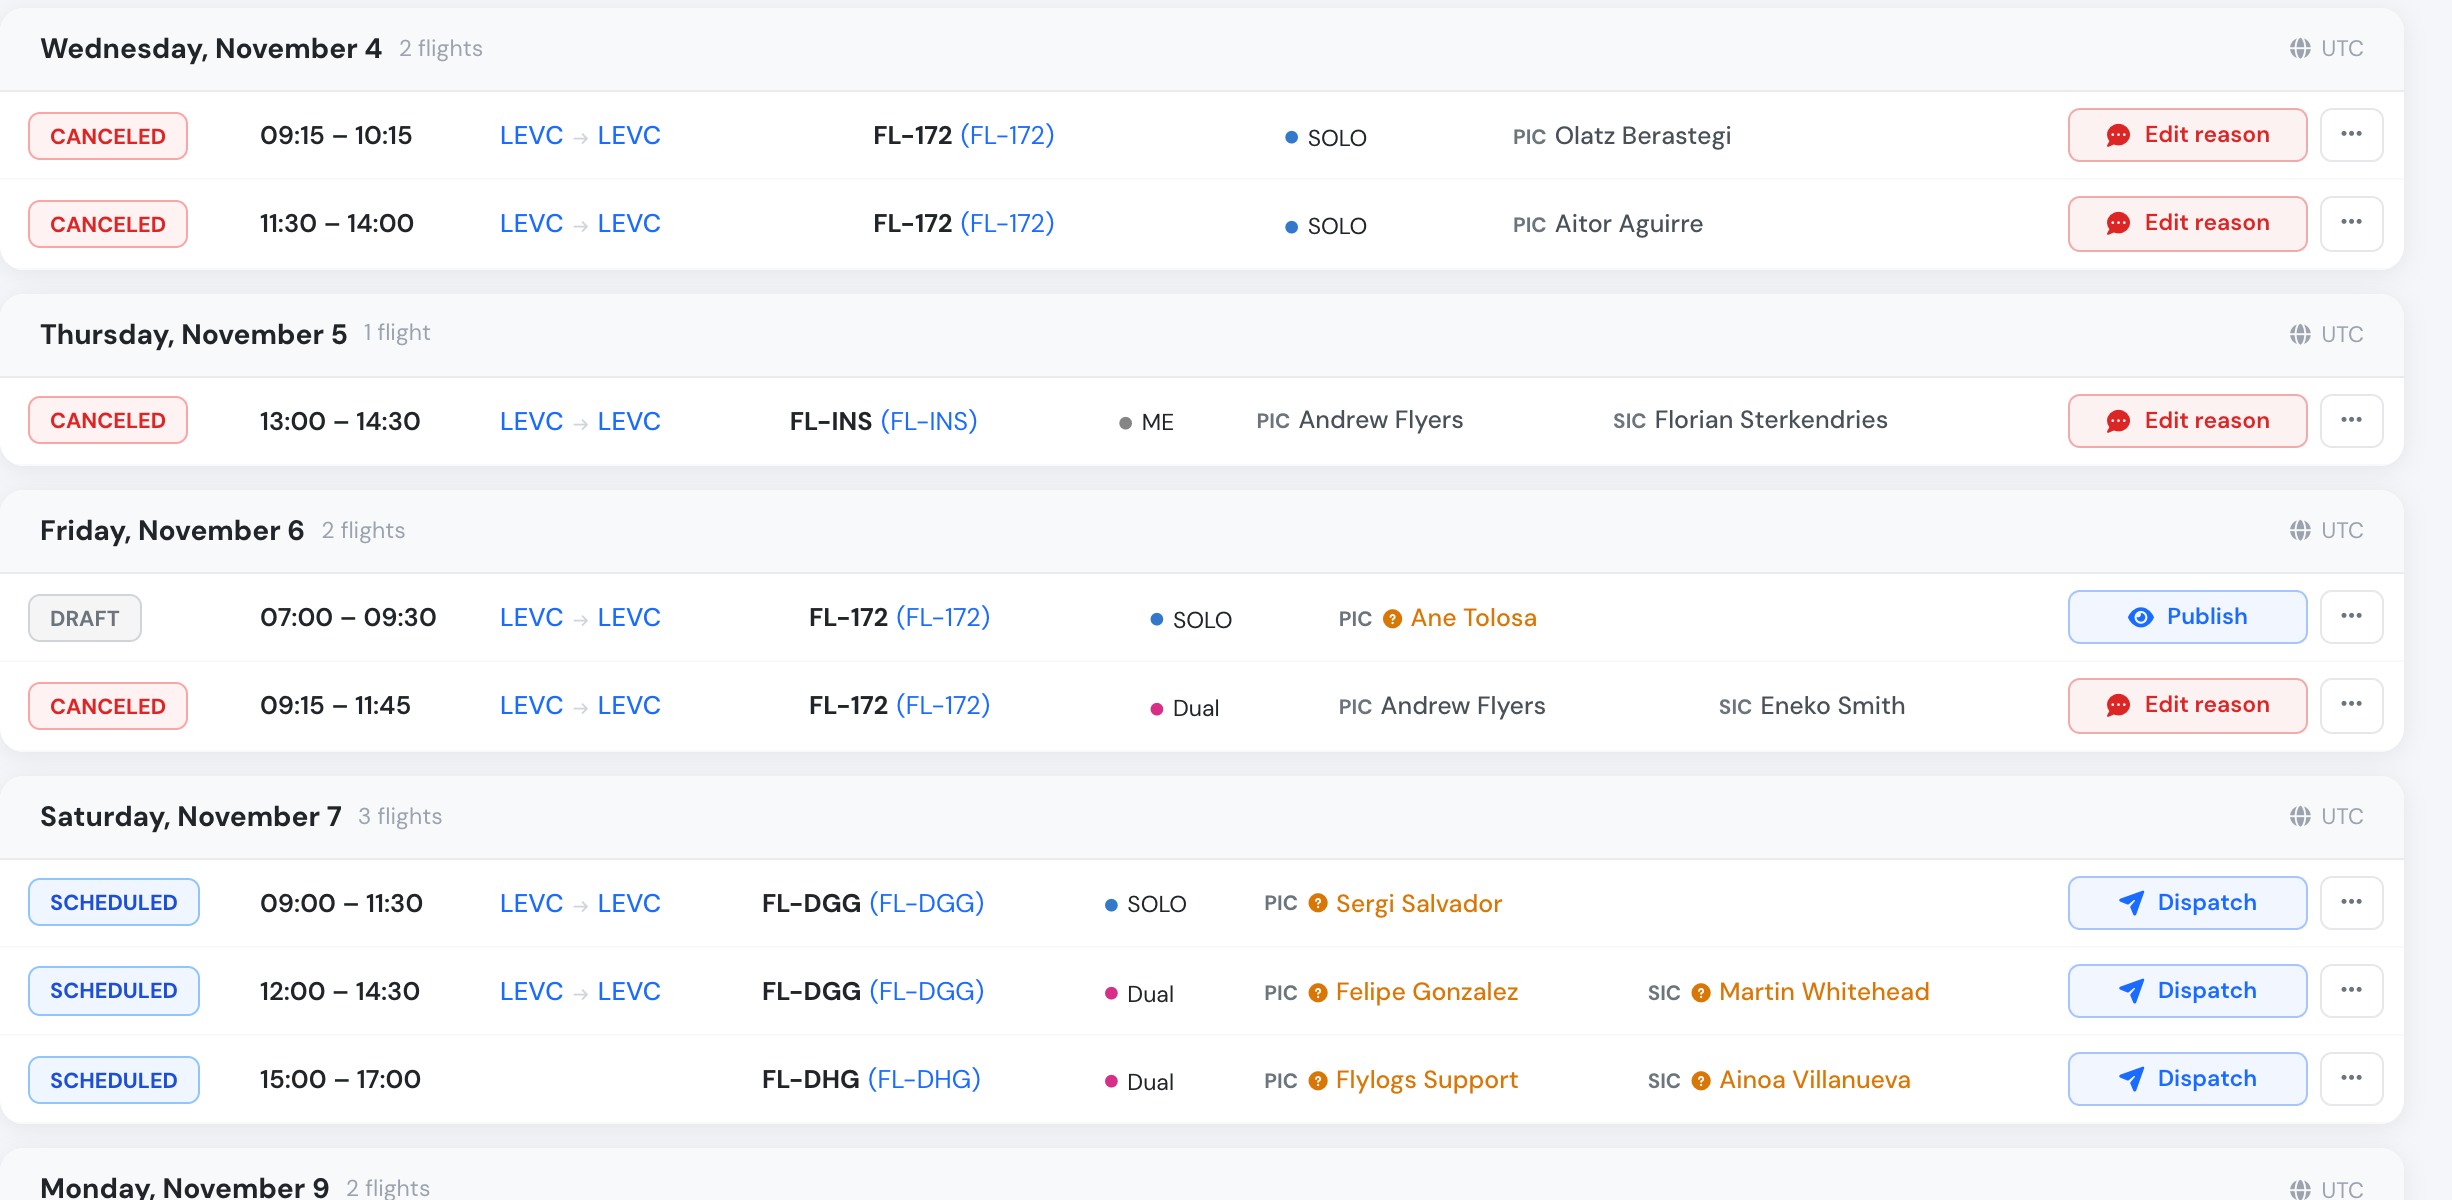 Wednesday, November 4 2 flights UTC
CANCELED 09:15 – 10:15 LEVC → LEVC FL-172 (FL-172) SOLO PIC Olatz Berastegi Edit reason ···
CANCELED 11:30 – 14:00 LEVC → LEVC FL-172 (FL-172) SOLO PIC Aitor Aguirre Edit reason ···
Thursday, November 5 1 flight UTC
CANCELED 13:00 – 14:30 LEVC → LEVC FL-INS (FL-INS) ME PIC Andrew Flyers SIC Florian Sterkendries Edit reason ···
Friday, November 6 2 flights UTC
DRAFT 07:00 – 09:30 LEVC → LEVC FL-172 (FL-172) SOLO PIC ? Ane Tolosa Publish ···
CANCELED 09:15 – 11:45 LEVC → LEVC FL-172 (FL-172) Dual PIC Andrew Flyers SIC Eneko Smith Edit reason ···
Saturday, November 7 3 flights UTC
SCHEDULED 09:00 – 11:30 LEVC → LEVC FL-DGG (FL-DGG) SOLO PIC ? Sergi Salvador Dispatch ···
SCHEDULED 12:00 – 14:30 LEVC → LEVC FL-DGG (FL-DGG) Dual PIC ? Felipe Gonzalez SIC ? Martin Whitehead Dispatch ···
SCHEDULED 15:00 – 17:00 FL-DHG (FL-DHG) Dual PIC ? Flylogs Support SIC ? Ainoa Villanueva Dispatch ···
Monday, November 9 2 flights UTC